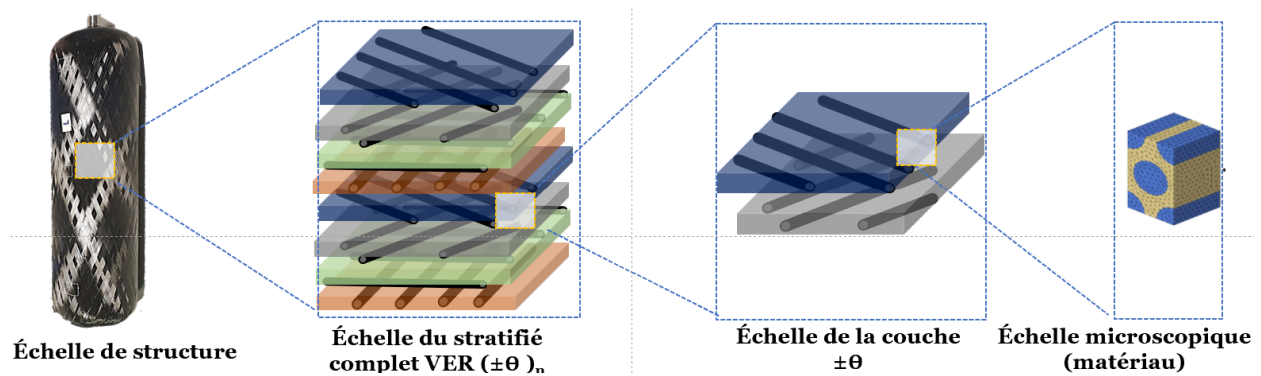 Échelle de structure
Échelle du stratifié
complet VER (±θ )n
Échelle de la couche
±θ
Échelle microscopique
(matériau)